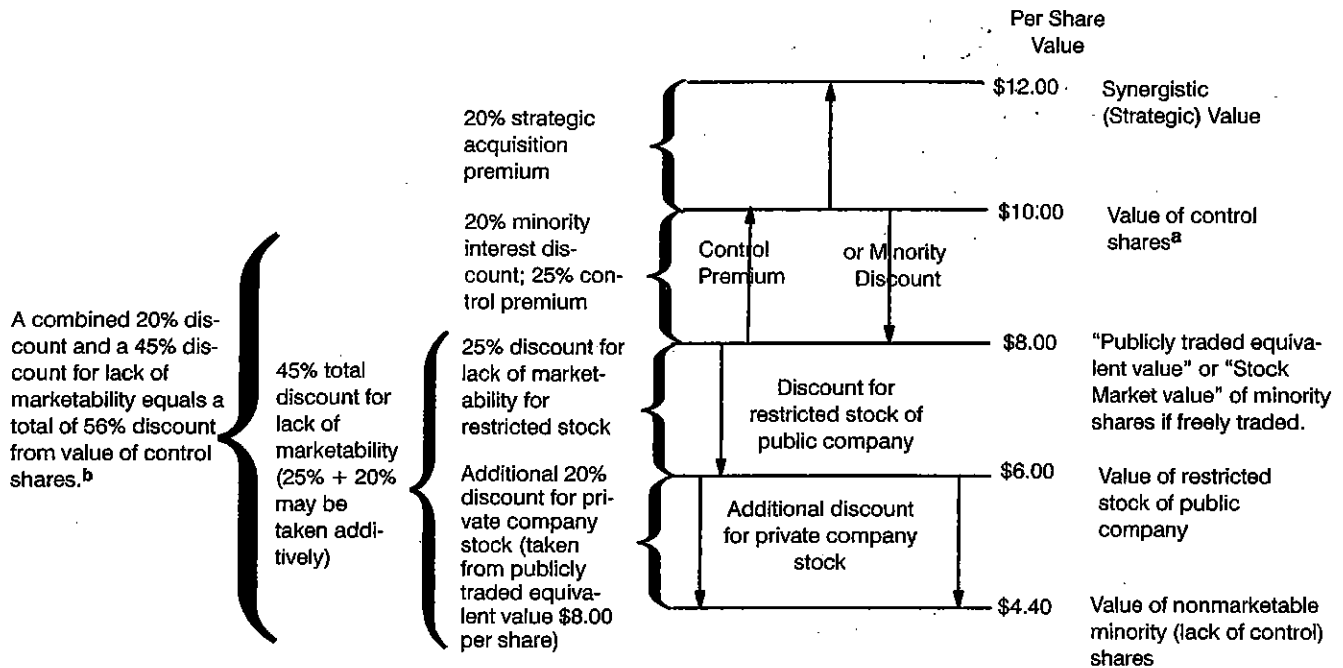 Per Share
Value
$12.00
Synergistic
(Strategic) Value
20% strategic
acquisition
premium
$10.00
Value of control
shares^a
20% minority
interest dis-
count; 25% con-
trol premium
Control
Premium
or Minority
Discount
$8.00
"Publicly traded equiva-
lent value" or "Stock
Market value" of minority
shares if freely traded.
A combined 20% dis-
count and a 45% dis-
count for lack of
marketability equals a
total of 56% discount
from value of control
shares.^b
45% total
discount for
lack of
marketability
(25% + 20%
may be
taken addi-
tively)
25% discount for
lack of market-
ability for
restricted stock
Discount for
restricted stock of
public company
$6.00
Value of restricted
stock of public
company
Additional 20%
discount for pri-
vate company
stock (taken
from publicly
traded equiva-
lent value $8.00
per share)
Additional discount
for private company
stock
$4.40
Value of nonmarketable
minority (lack of control)
shares